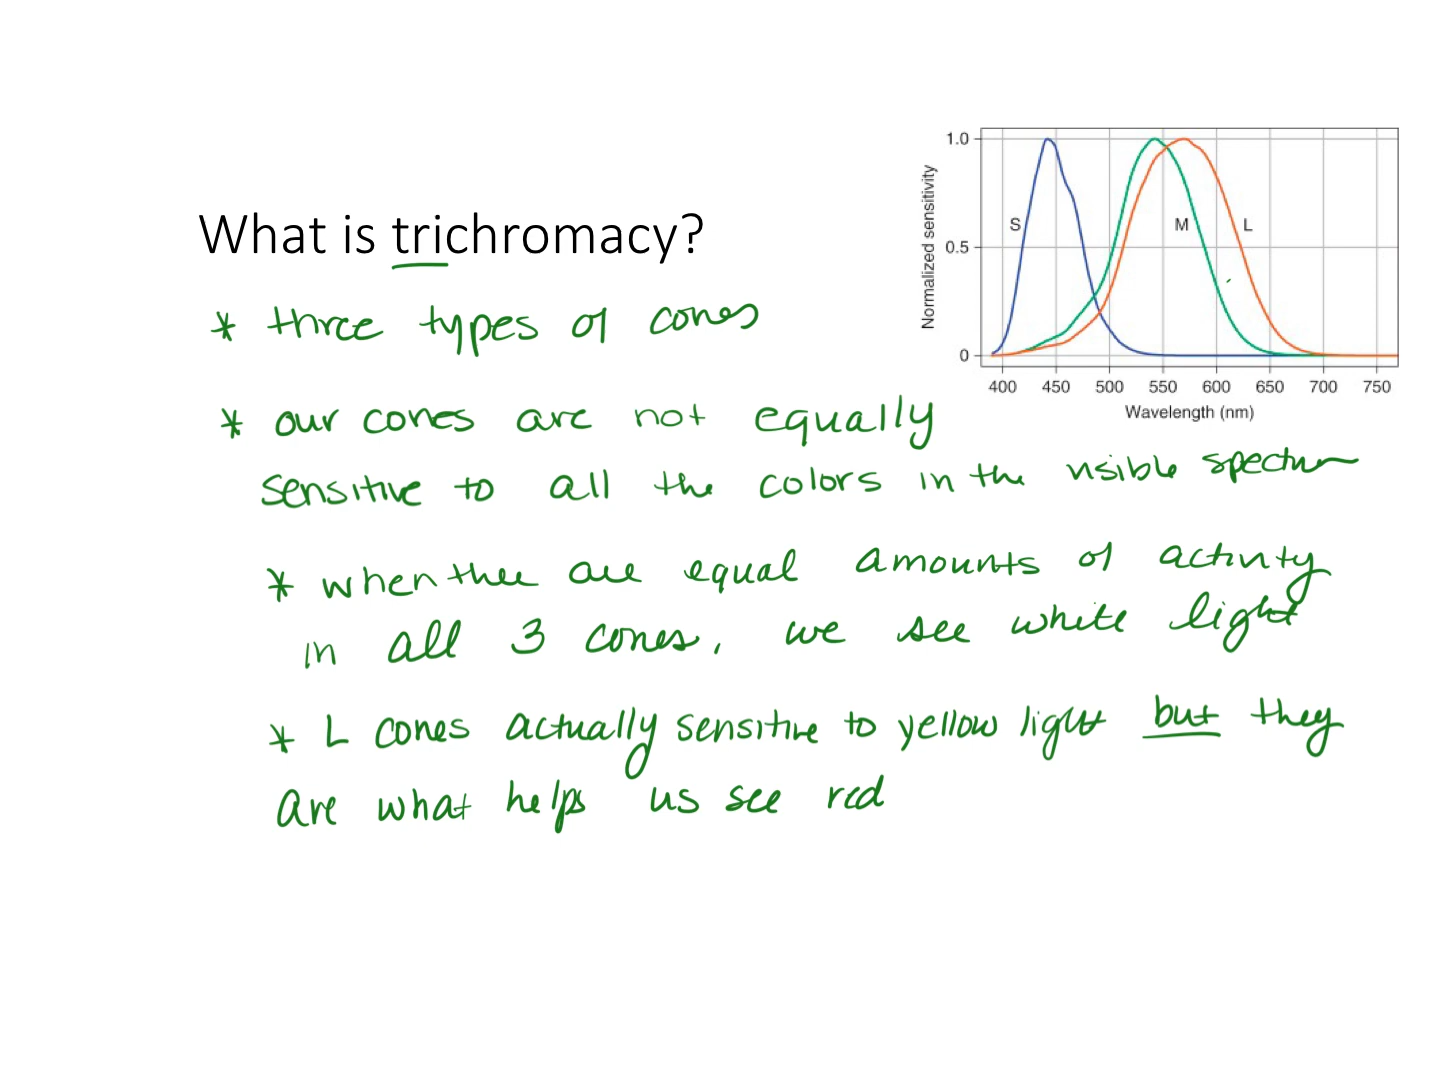 What is trichromacy?
* three types of cones
* our cones are not equally
sensitive to all the colors in the visible spectrum
* when there are equal amounts of activity
in all 3 cones, we see white light
* L cones actually sensitive to yellow light but they
are what helps us see red
Normalized sensitivity
1.0
0.5
0
S
M
L
400 450 500 550 600 650 700 750
Wavelength (nm)